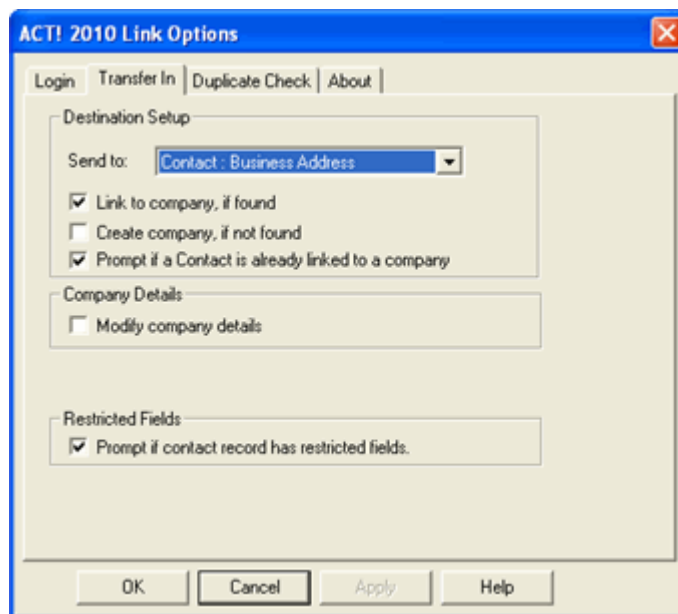 ACT! 2010 Link Options
Login Transfer In Duplicate Check About
Destination Setup
Send to: Contact : Business Address
Link to company, if found
Create company, if not found
Prompt if a Contact is already linked to a company
Company Details
Modify company details
Restricted Fields
Prompt if contact record has restricted fields.
OK Cancel Apply Help